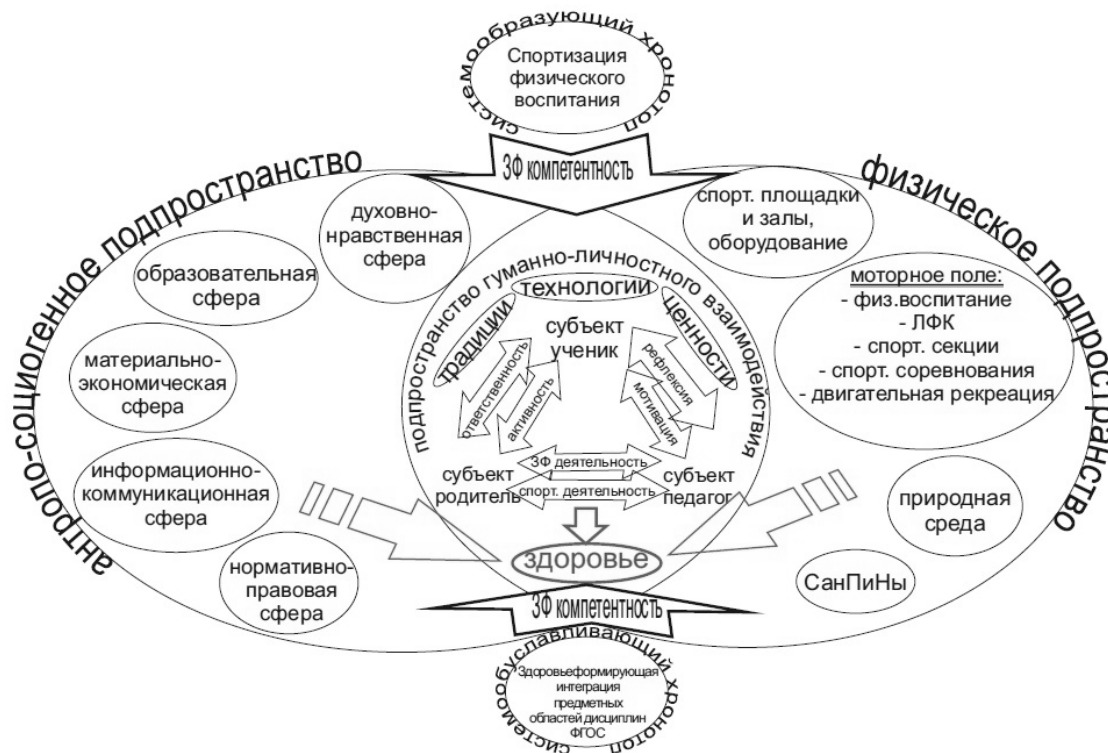 системообразующий хронотоп
Спортизация
физического
воспитания
ЗФ компетентность
антропо-социогенное подпространство
духовно-
нравственная
сфера
образовательная
сфера
материально-
экономическая
сфера
информационно-
коммуникационная
сфера
нормативно-
правовая
сфера
подпространство гуманно-личностного взаимодействия
технологии
традиции
ценности
субъект
ученик
ответственность
активность
рефлексия
мотивация
субъект
родитель
ЗФ деятельность
спорт. деятельность
субъект
педагог
здоровье
физическое подпространство
спорт. площадки
и залы,
оборудование
моторное поле:
- физ.воспитание
- ЛФК
- спорт. секции
- спорт. соревнования
- двигательная рекреация
природная
среда
СанПиНы
ЗФ компетентность
системообуславливающий хронотоп
Здоровьеформирующая
интеграция
предметных
областей дисциплин
ФГОС